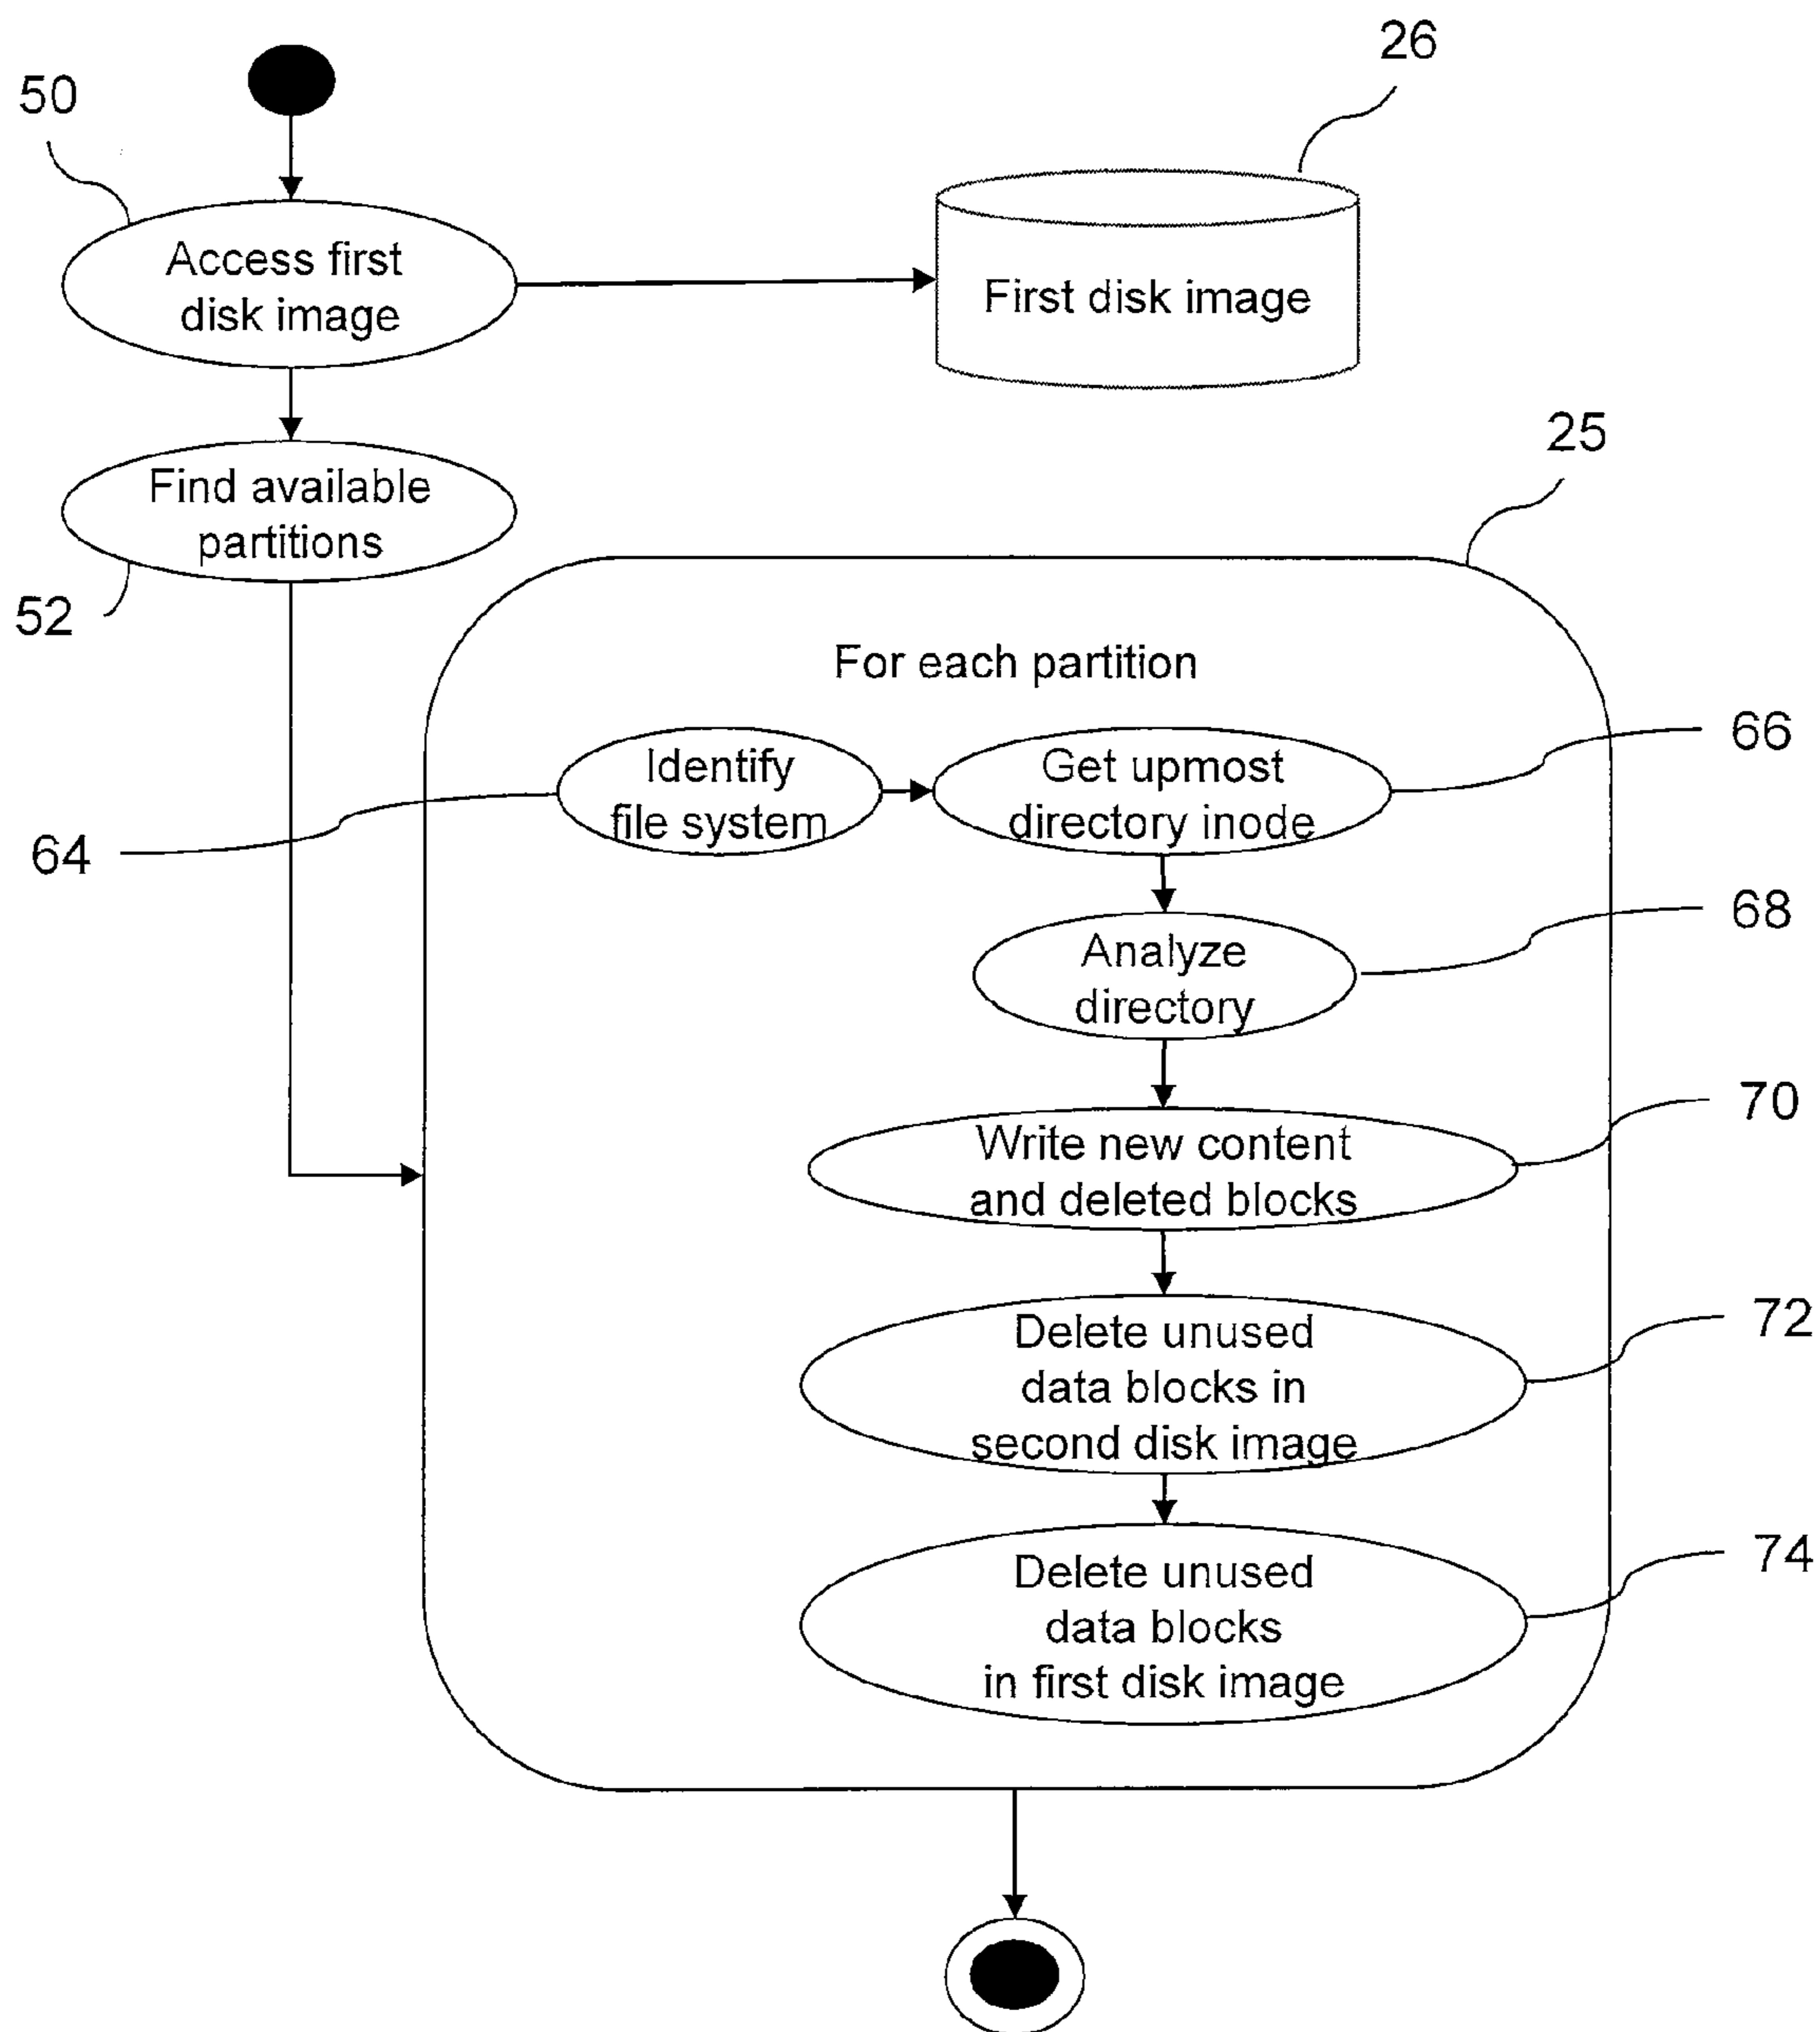 26
50
Access first
disk image
First disk image
25
Find available
partitions
52
For each partition
66
Identify
file system
Get upmost
directory inode
64
68
Analyze
directory
70
Write new content
and deleted blocks
72
Delete unused
data blocks in
second disk image
74
Delete unused
data blocks
in first disk image